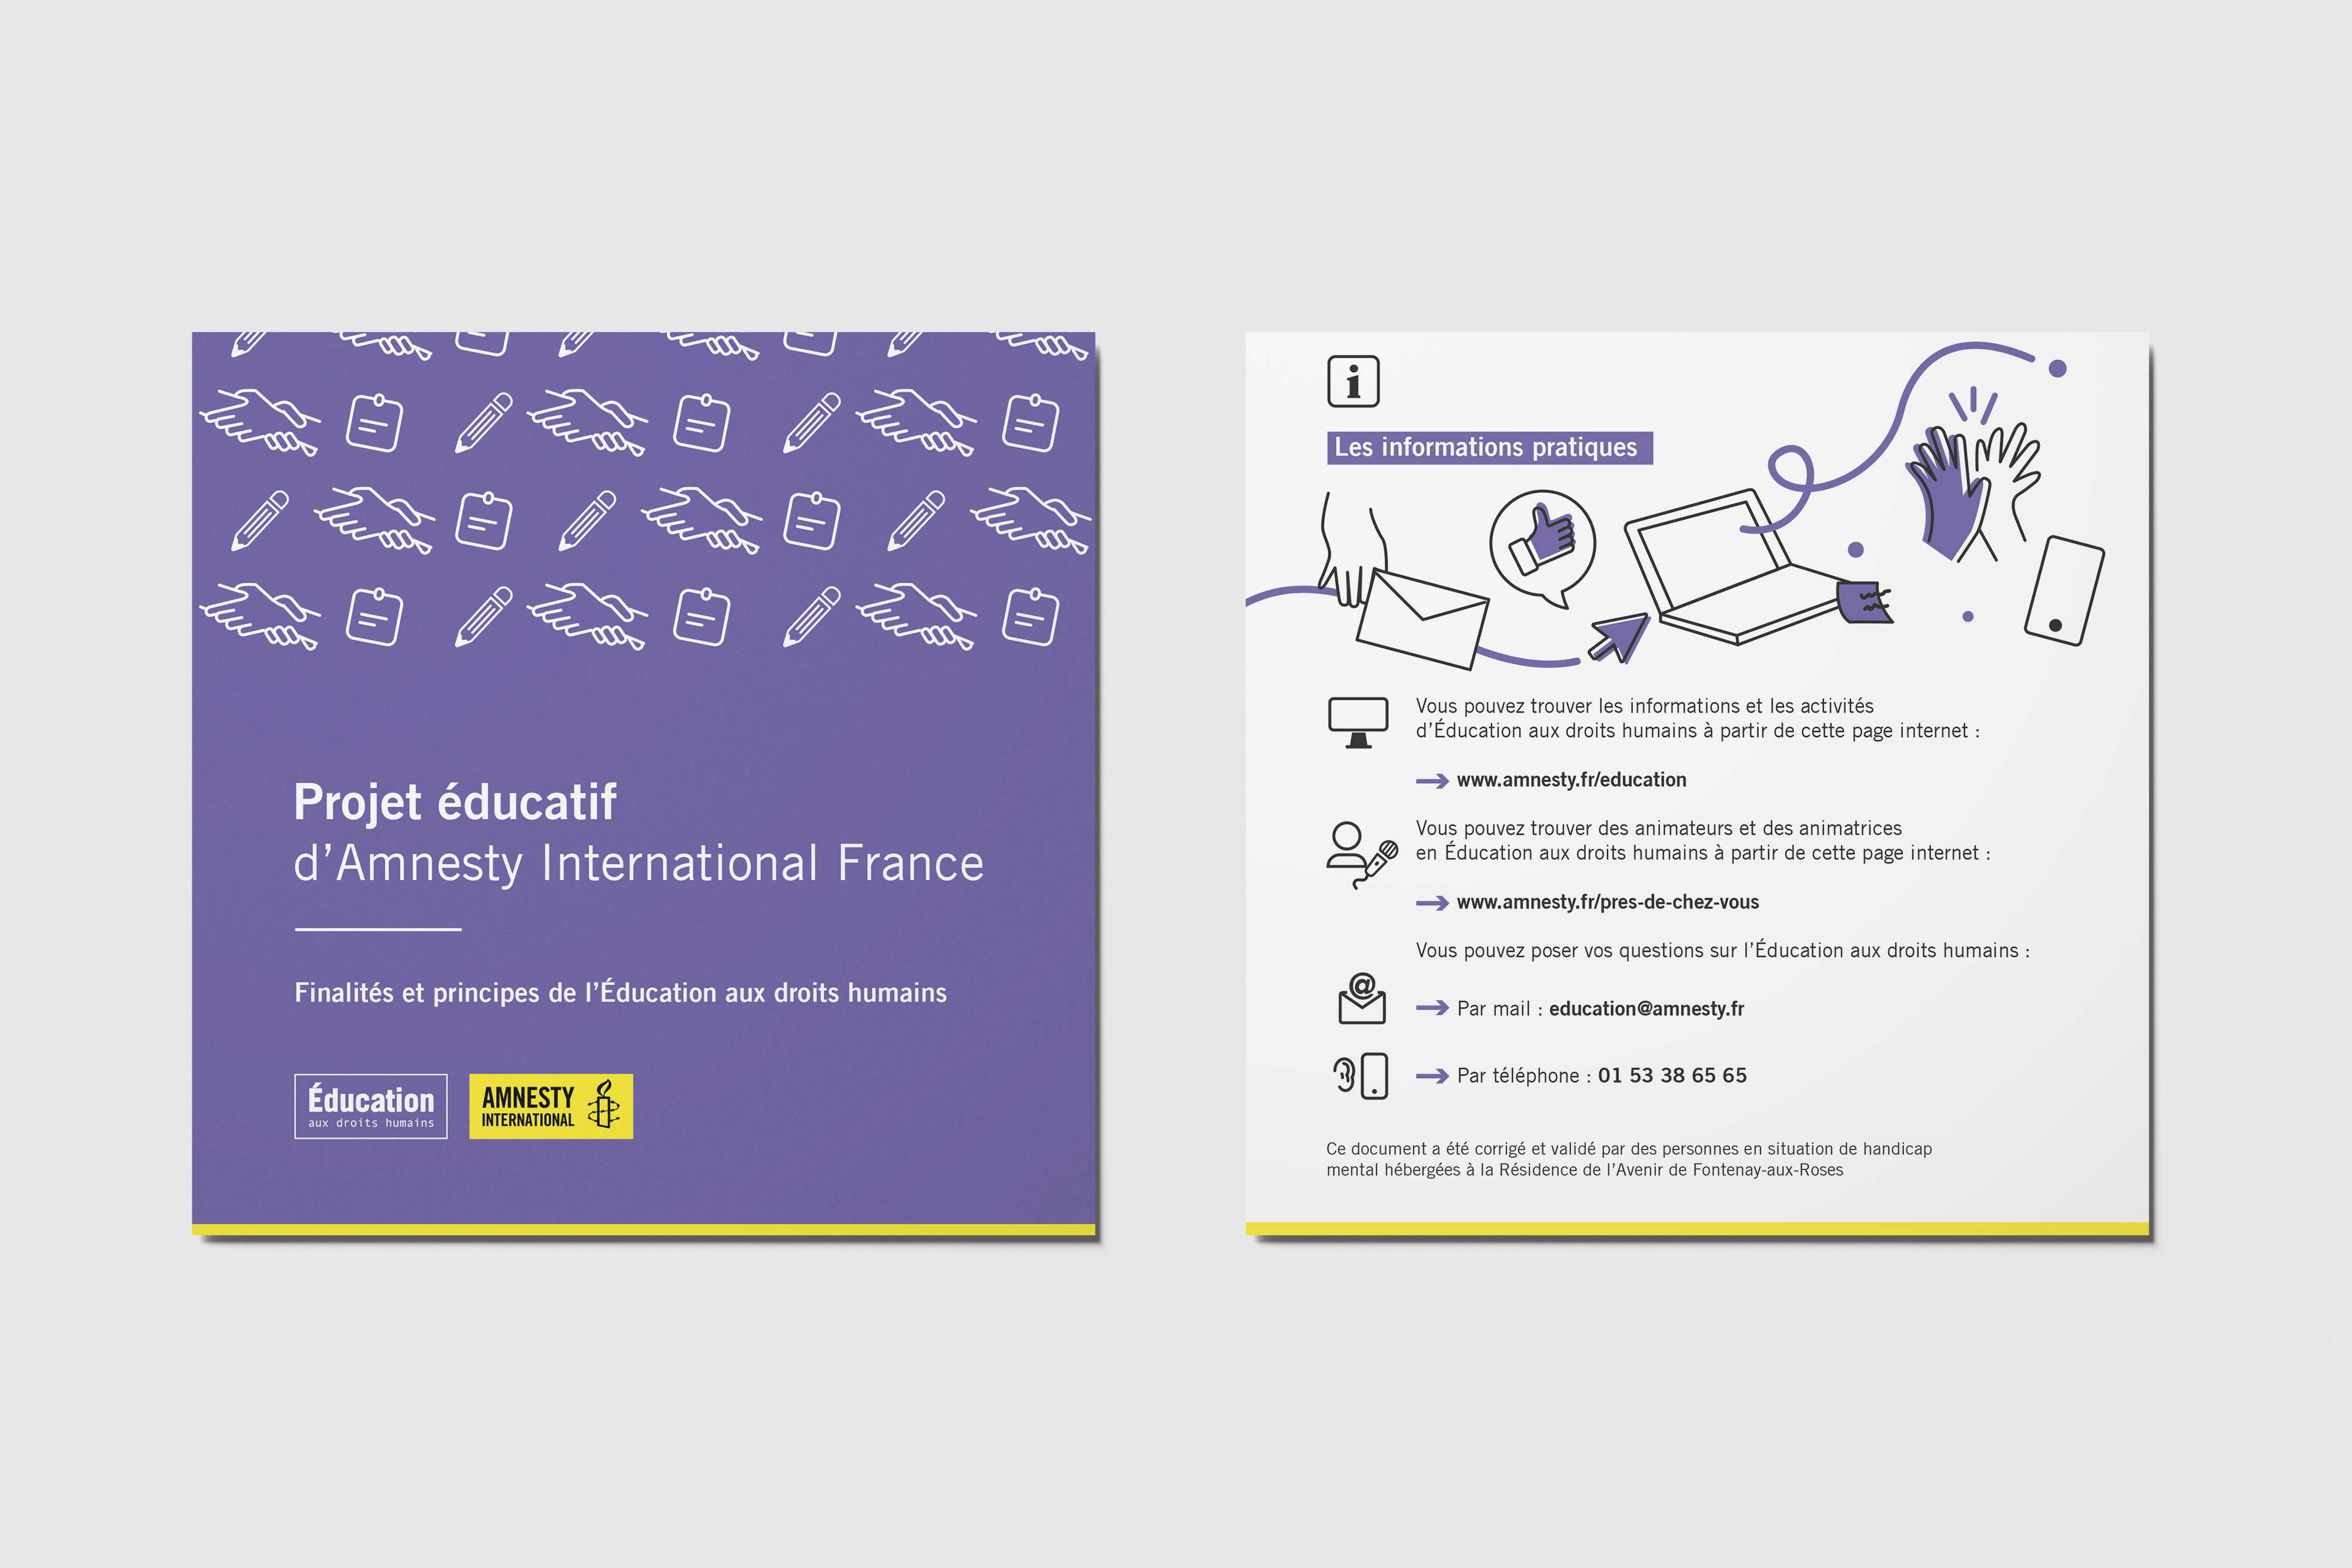 Projet éducatif
d’Amnesty International France
Finalités et principes de l’Éducation aux droits humains
Éducation
aux droits humains
AMNESTY
INTERNATIONAL
i
Les informations pratiques
Vous pouvez trouver les informations et les activités
d’Éducation aux droits humains à partir de cette page internet :
www.amnesty.fr/education
Vous pouvez trouver des animateurs et des animatrices
en Éducation aux droits humains à partir de cette page internet :
www.amnesty.fr/pres-de-chez-vous
Vous pouvez poser vos questions sur l’Éducation aux droits humains :
@
Par mail : education@amnesty.fr
Par téléphone : 01 53 38 65 65
Ce document a été corrigé et validé par des personnes en situation de handicap
mental hébergées à la Résidence de l’Avenir de Fontenay-aux-Roses